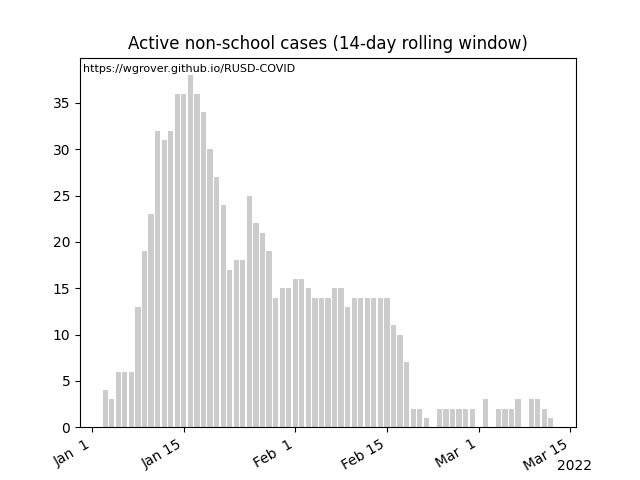 Active non-school cases (14-day rolling window)
https://wgrover.github.io/RUSD-COVID
35
30
25
20
15
10
5
0
Jan 1
Jan 15
Feb 1
Feb 15
Mar 1
Mar 15
2022